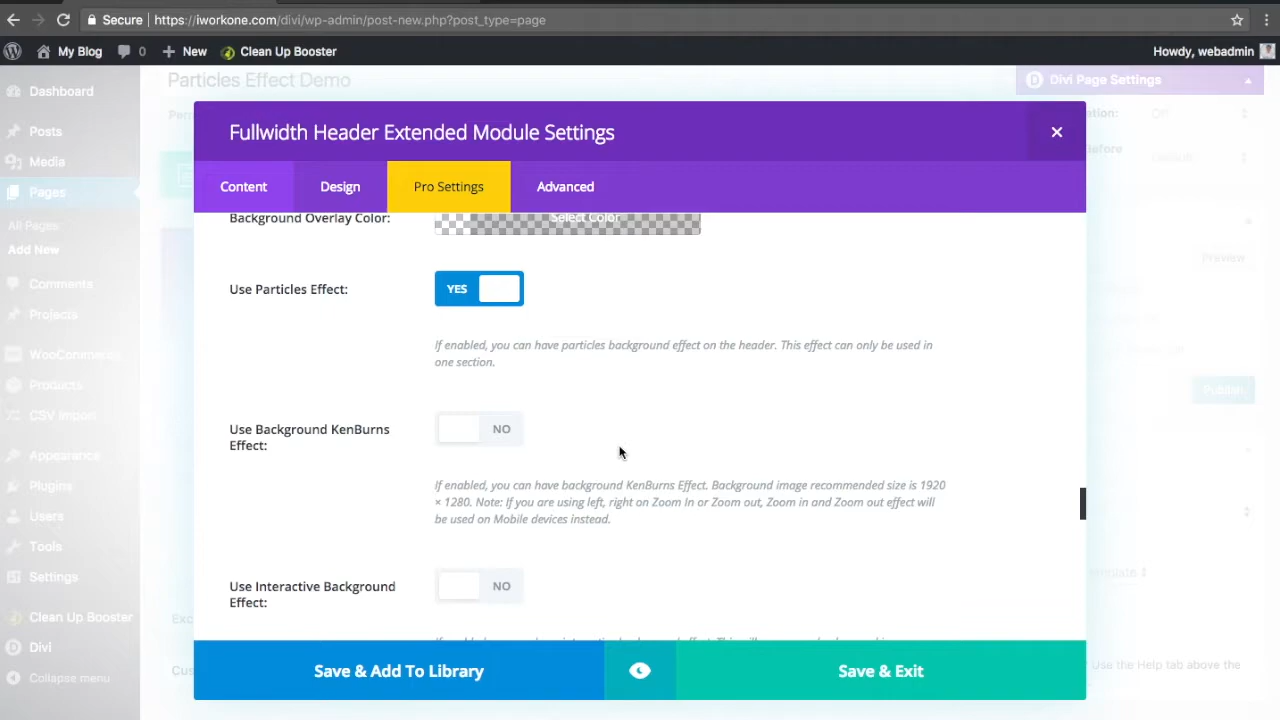 Secure https://iworkone.com/divi/wp-admin/post-new.php?post_type=page
My Blog 0 New Clean Up Booster Howdy, webadmin
Particles Effect Demo
Divi Page Settings
Dashboard
Posts
Media
Pages
All Pages
Add New
Comments
Projects
WooCommerce
Products
CSV Import
Appearance
Plugins
Users
Tools
Settings
Clean Up Booster
Divi
Collapse menu
Fullwidth Header Extended Module Settings
Content Design Pro Settings Advanced
Background Overlay Color: Select Color
Use Particles Effect: YES
If enabled, you can have particles background effect on the header. This effect can only be used in
one section.
Use Background KenBurns
Effect:
NO
If enabled, you can have background KenBurns Effect. Background image recommended size is 1920
× 1280. Note: If you are using left, right on Zoom In or Zoom out, Zoom in and Zoom out effect will
be used on Mobile devices instead.
Use Interactive Background
Effect:
NO
Save & Add To Library Save & Exit
Before
Preview
Publish
Use the Help tab above the